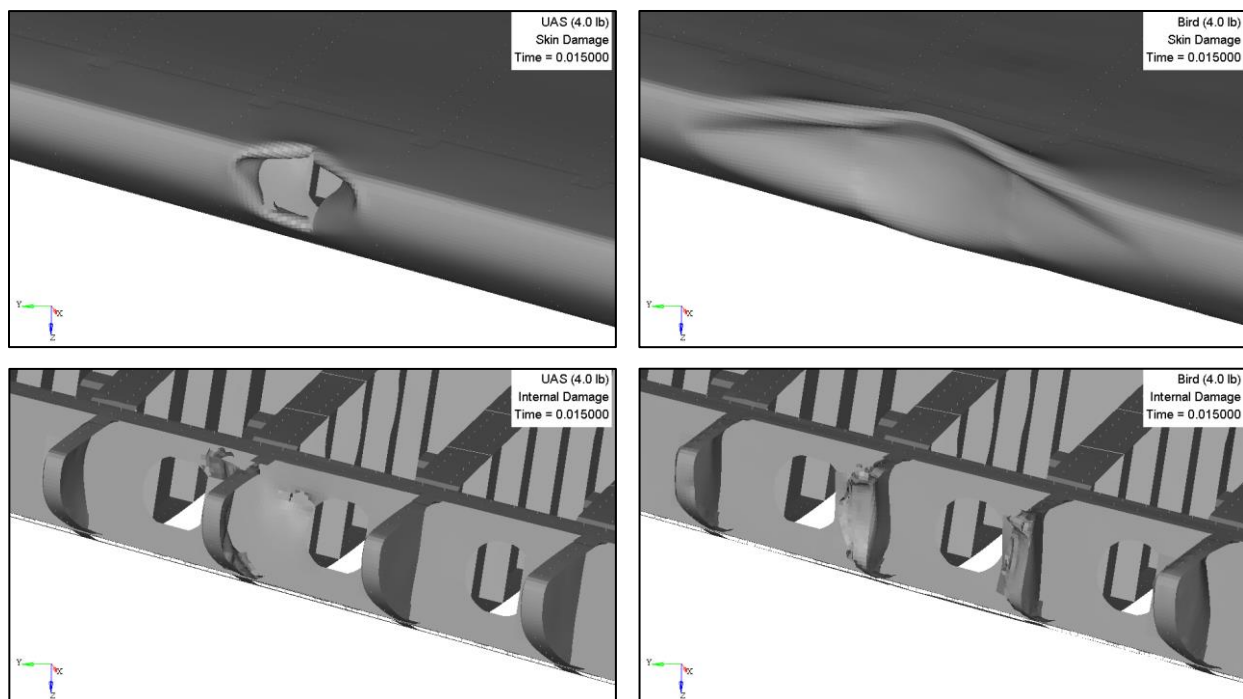 UAS (4.0 lb)
Skin Damage
Time = 0.015000
Y
X
Z
Bird (4.0 lb)
Skin Damage
Time = 0.015000
Y
X
Z
UAS (4.0 lb)
Internal Damage
Time = 0.015000
Y
X
Z
Bird (4.0 lb)
Internal Damage
Time = 0.015000
Y
X
Z